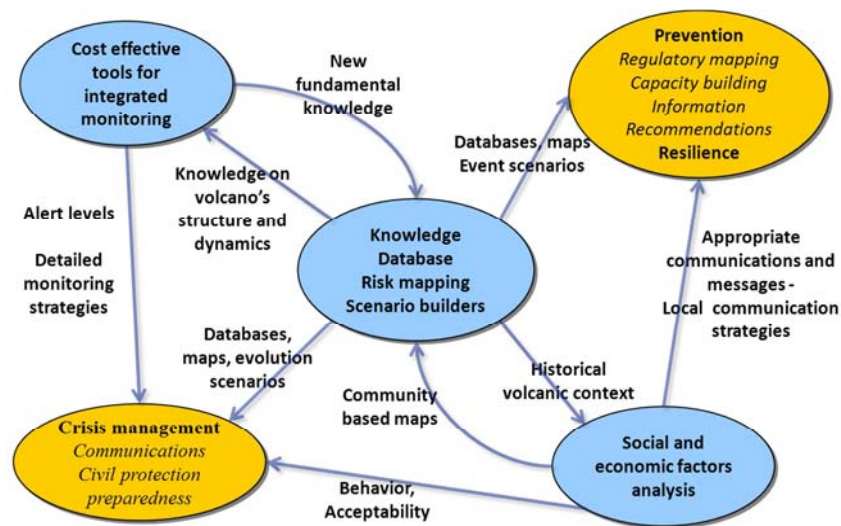 Cost effective
tools for
integrated
monitoring
New
fundamental
knowledge
Prevention
Regulatory mapping
Capacity building
Information
Recommendations
Resilience
Databases, maps
Event scenarios
Knowledge on
volcano's
structure and
dynamics
Alert levels
Detailed
monitoring
strategies
Knowledge
Database
Risk mapping
Scenario builders
Appropriate
communications and
messages -
Local communication
strategies
Databases,
maps, evolution
scenarios
Community
based maps
Historical
volcanic context
Crisis management
Communications
Civil protection
preparedness
Social and
economic factors
analysis
Behavior,
Acceptability